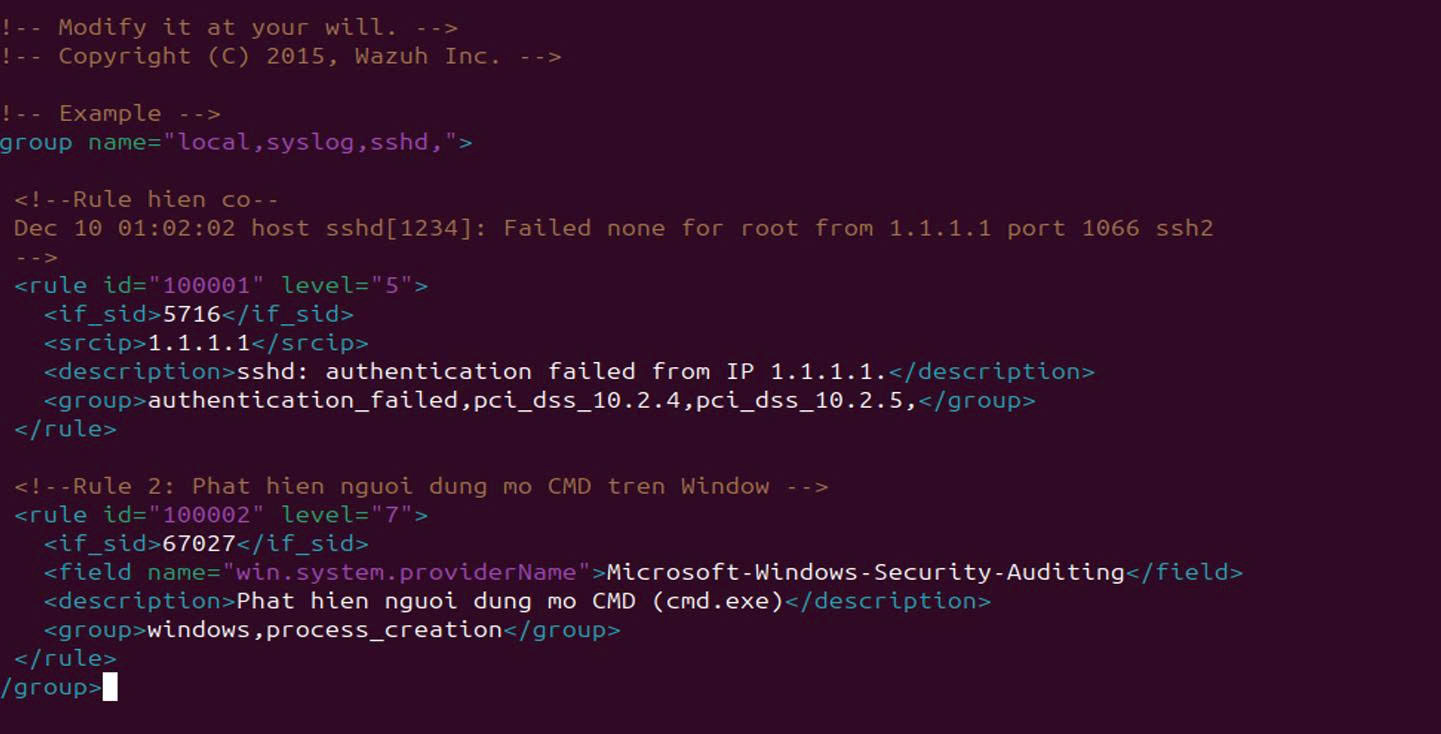 !-- Modify it at your will. -->
!-- Copyright (C) 2015, Wazuh Inc. -->
!-- Example -->
group name="local,syslog,sshd,">
<!--Rule hien co--
Dec 10 01:02:02 host sshd[1234]: Failed none for root from 1.1.1.1 port 1066 ssh2
-->
<rule id="100001" level="5">
<if_sid>5716</if_sid>
<srcip>1.1.1.1</srcip>
<description>sshd: authentication failed from IP 1.1.1.1.</description>
<group>authentication_failed,pci_dss_10.2.4,pci_dss_10.2.5,</group>
</rule>
<!--Rule 2: Phat hien nguoi dung mo CMD tren Window -->
<rule id="100002" level="7">
<if_sid>67027</if_sid>
<field name="win.system.providerName">Microsoft-Windows-Security-Auditing</field>
<description>Phat hien nguoi dung mo CMD (cmd.exe)</description>
<group>windows,process_creation</group>
</rule>
/group>